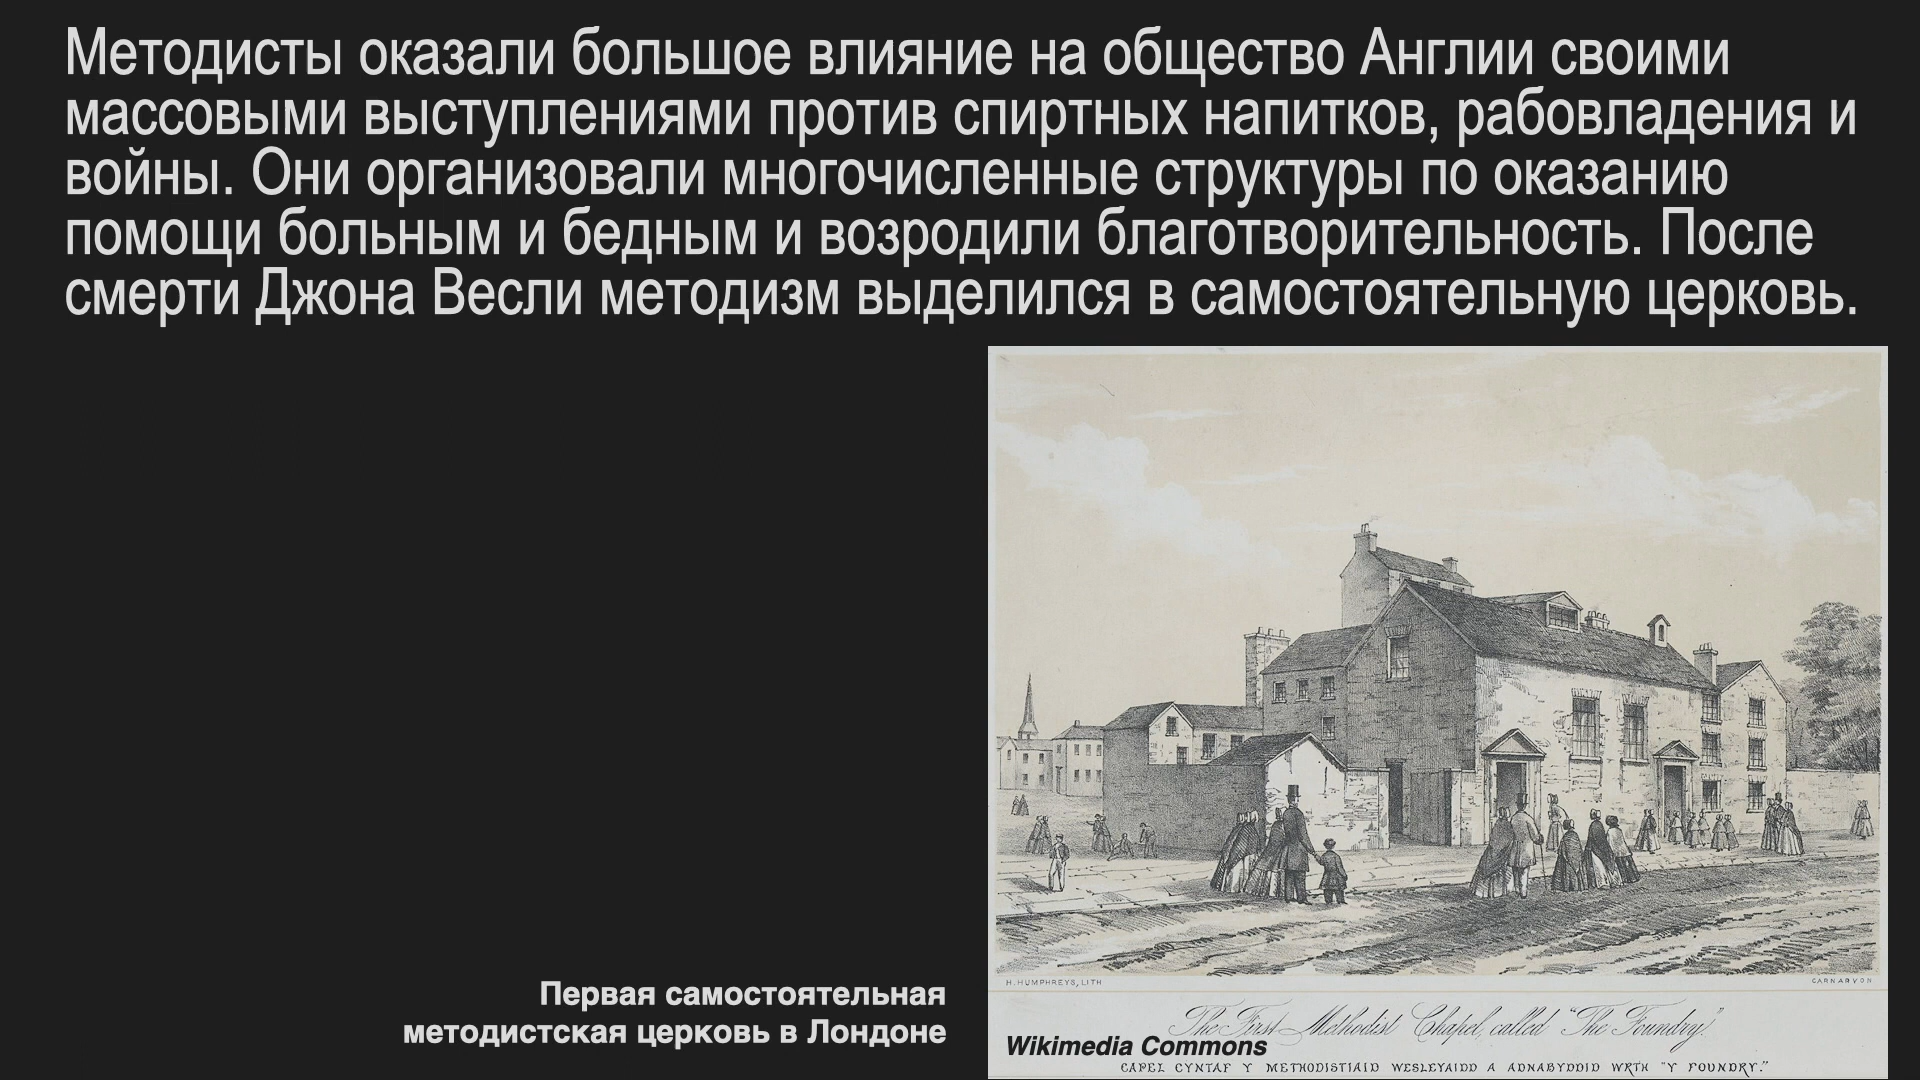 Методисты оказали большое влияние на общество Англии своими
массовыми выступлениями против спиртных напитков, рабовладения и
войны. Они организовали многочисленные структуры по оказанию
помощи больным и бедным и возродили благотворительность. После
смерти Джона Весли методизм выделился в самостоятельную церковь.
Первая самостоятельная
методистская церковь в Лондоне
H. HUMPHREYS, LITH
CARNARVON
The First Methodist Chapel, called "The Foundry."
Wikimedia Commons
CAPEL CYNTAF Y METHODISTIAID WESLEYAIDD A ADNABYDDID WRTH "Y FOUNDRY."